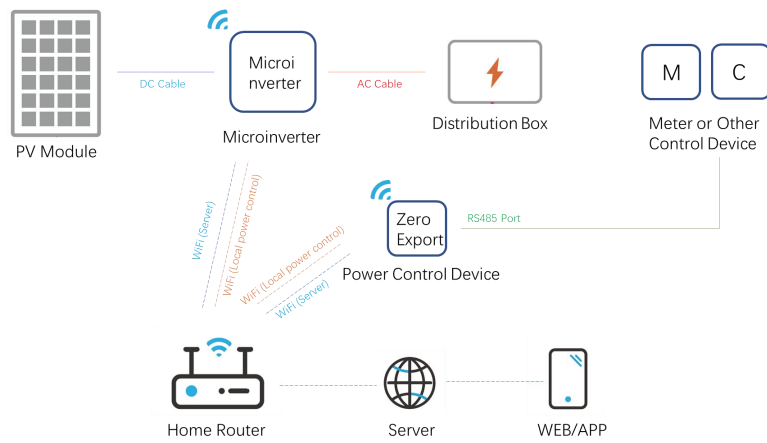 Microi
nverter
M
C
DC Cable
AC Cable
PV Module
Microinverter
Distribution Box
Meter or Other
Control Device
WiFi (Server)
WiFi (Local power control)
WiFi (Local power control)
WiFi (Server)
Zero
Export
RS485 Port
Power Control Device
Home Router
Server
WEB/APP